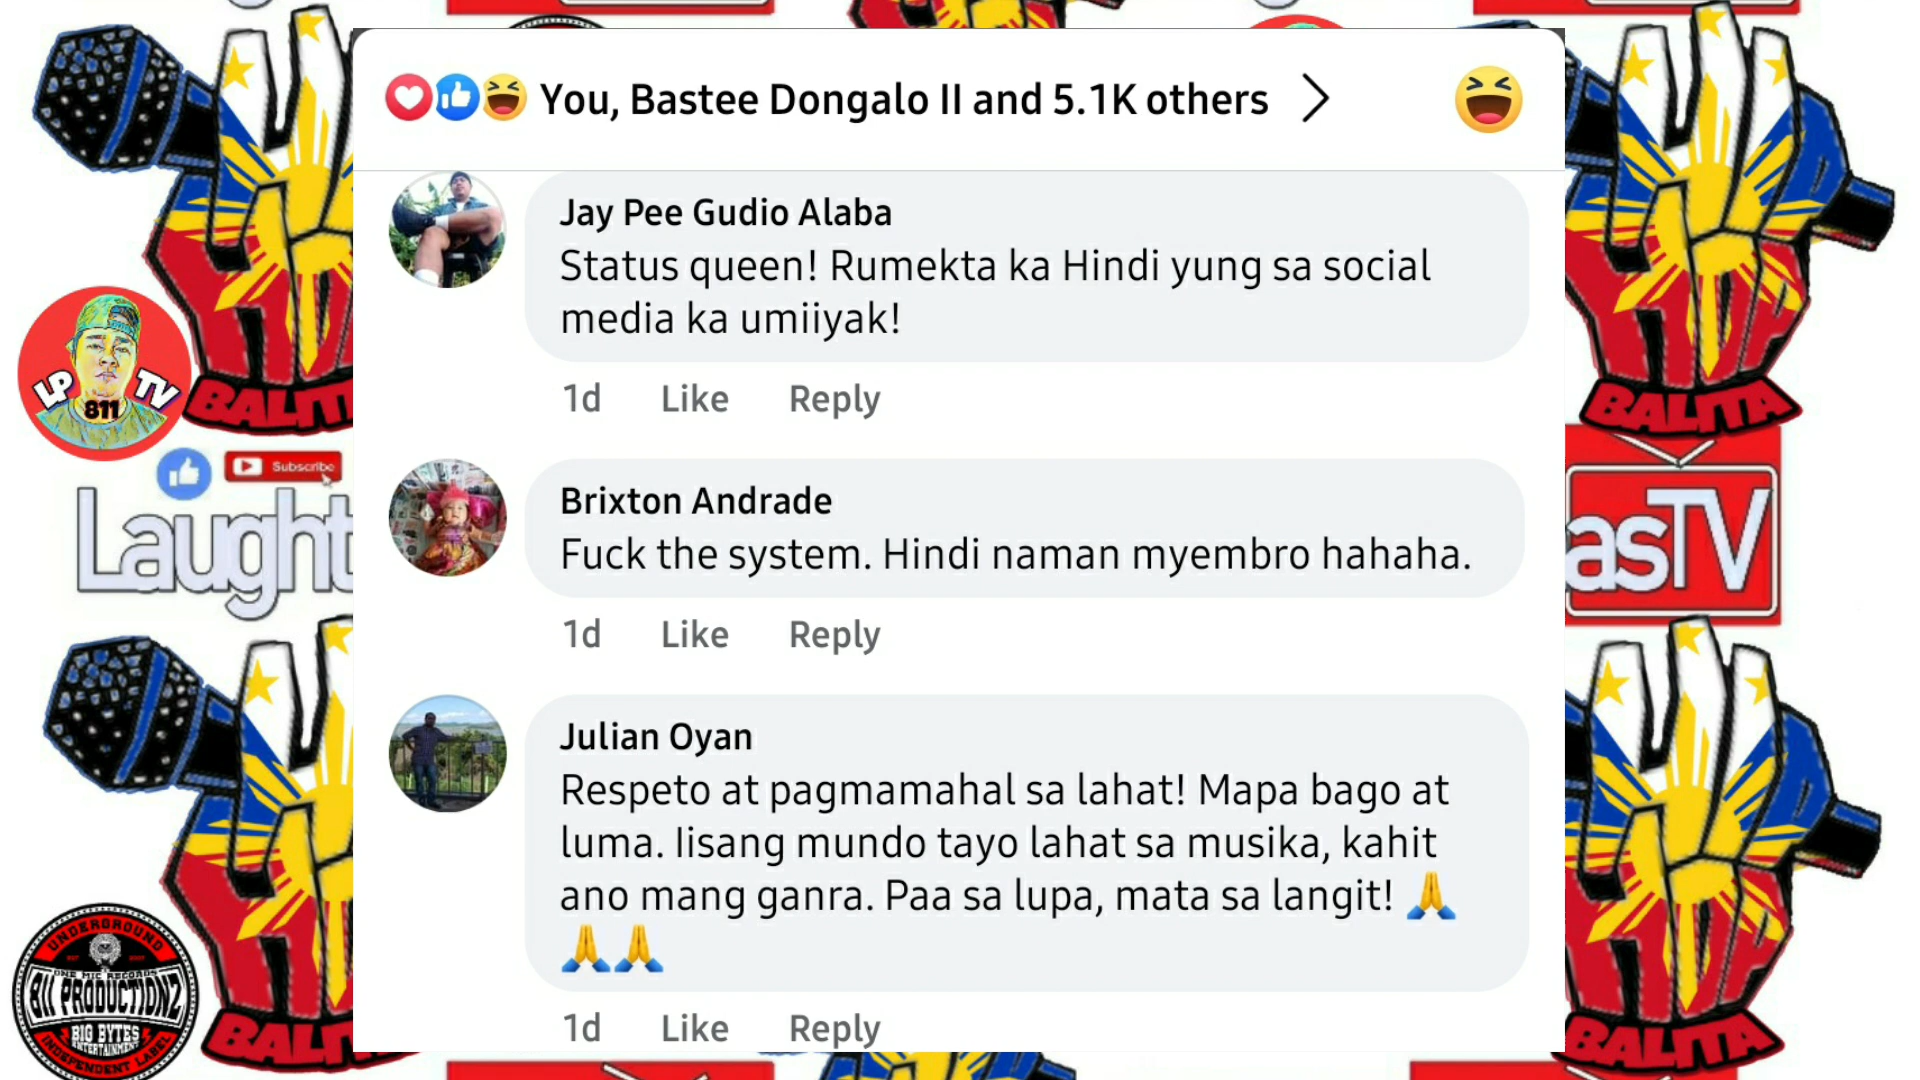 You, Bastee Dongalo II and 5.1K others
Jay Pee Gudio Alaba
Status queen! Rumekta ka Hindi yung sa social
media ka umiiyak!
1d Like Reply
Brixton Andrade
Fuck the system. Hindi naman myembro hahaha.
1d Like Reply
Julian Oyan
Respeto at pagmamahal sa lahat! Mapa bago at
luma. Iisang mundo tayo lahat sa musika, kahit
ano mang ganra. Paa sa lupa, mata sa langit! 🙏
🙏🙏
1d Like Reply
LP TV
811
BALITA
Subscribe
Laught
asTV
BALITA
UNDERGROUND
ONE MIC RECORDS
811 PRODUCTIONZ
BIG BYTES
ENTERTAINMENT
INDEPENDENT LABEL
BALITA
BALITA